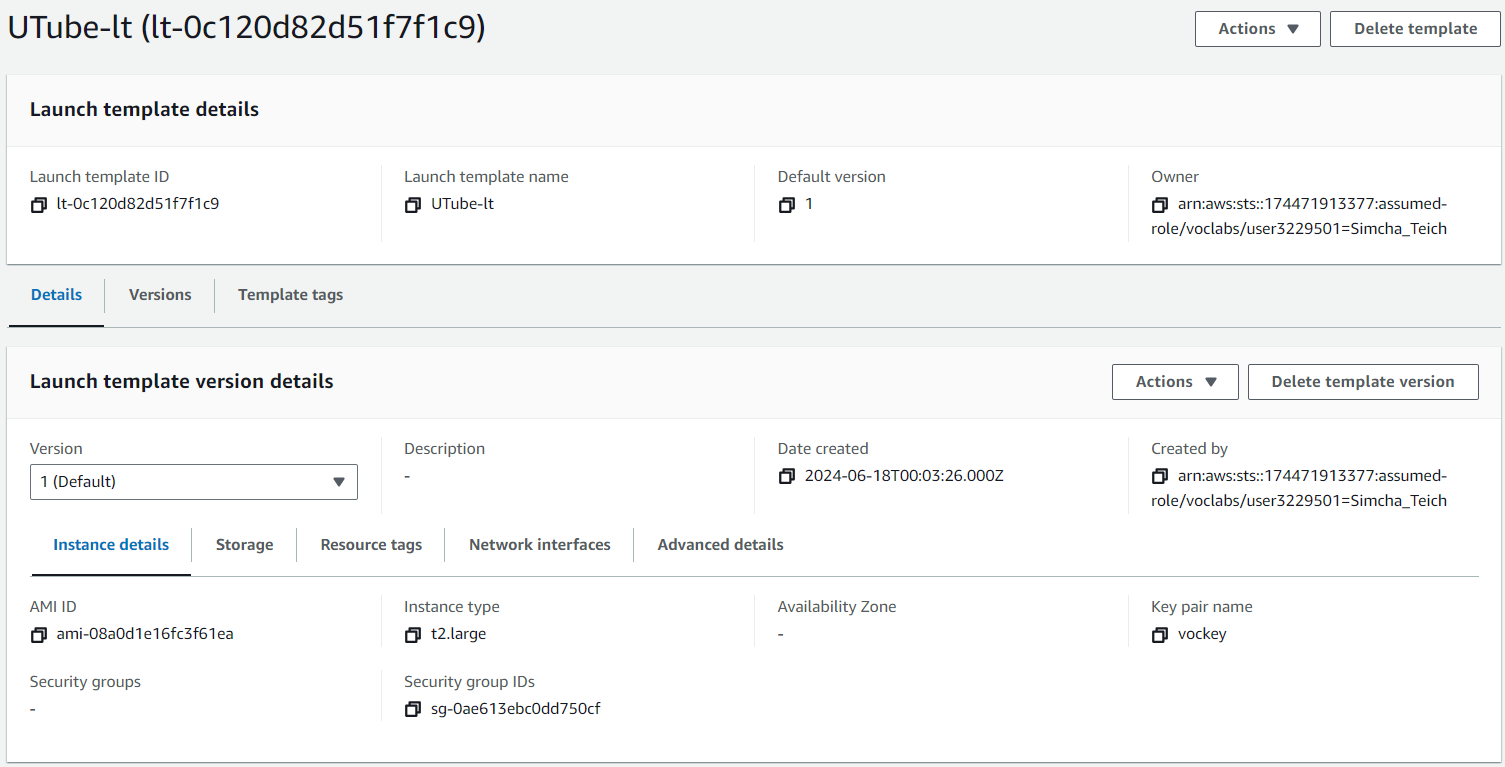 UTube-lt (lt-0c120d82d51f7f1c9)
Actions
Delete template
Launch template details
Launch template ID
lt-0c120d82d51f7f1c9
Launch template name
UTube-lt
Default version
1
Owner
arn:aws:sts::174471913377:assumed-
role/voclabs/user3229501=Simcha_Teich
Details
Versions
Template tags
Launch template version details
Actions
Delete template version
Version
1 (Default)
Description
-
Date created
2024-06-18T00:03:26.000Z
Created by
arn:aws:sts::174471913377:assumed-
role/voclabs/user3229501=Simcha_Teich
Instance details
Storage
Resource tags
Network interfaces
Advanced details
AMI ID
ami-08a0d1e16fc3f61ea
Instance type
t2.large
Availability Zone
-
Key pair name
vockey
Security groups
-
Security group IDs
sg-0ae613ebc0dd750cf